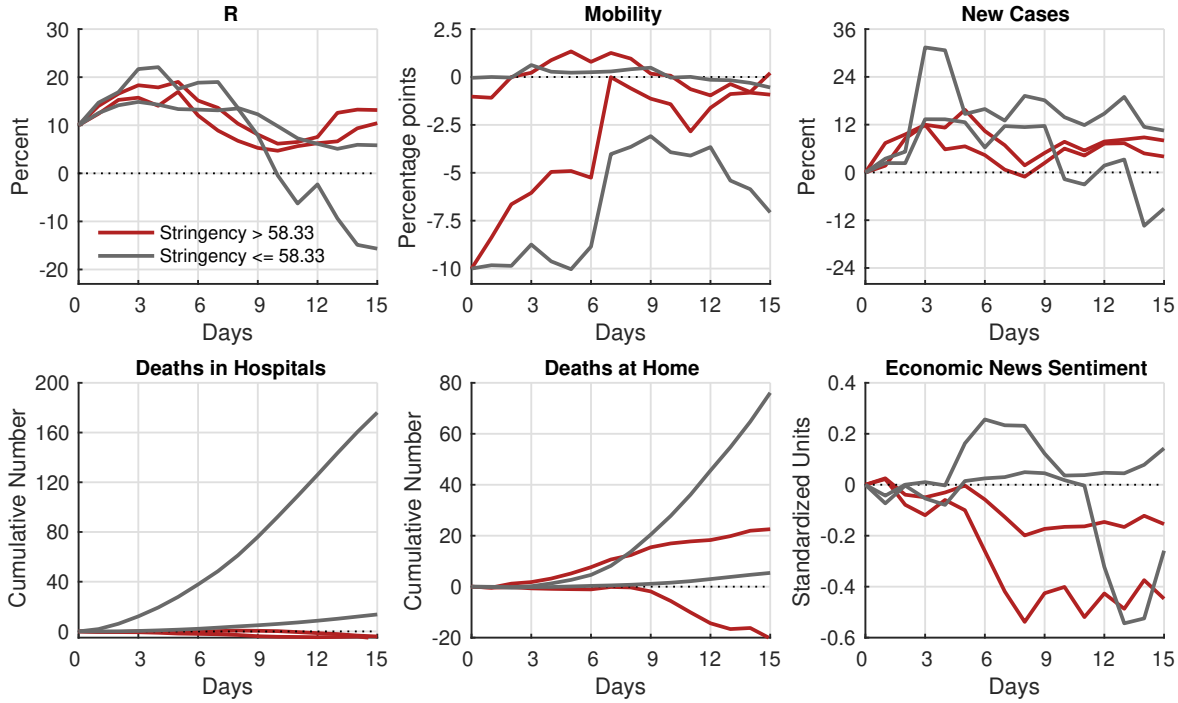 R
Percent
30
20
10
0
-10
-20
Stringency > 58.33
Stringency <= 58.33
0 3 6 9 12 15
Days
Mobility
Percentage points
2.5
0
-2.5
-5
-7.5
-10
0 3 6 9 12 15
Days
New Cases
Percent
36
24
12
0
-12
-24
0 3 6 9 12 15
Days
Deaths in Hospitals
Cumulative Number
200
160
120
80
40
0
0 3 6 9 12 15
Days
Deaths at Home
Cumulative Number
80
60
40
20
0
-20
0 3 6 9 12 15
Days
Economic News Sentiment
Standardized Units
0.4
0.2
0
-0.2
-0.4
-0.6
0 3 6 9 12 15
Days